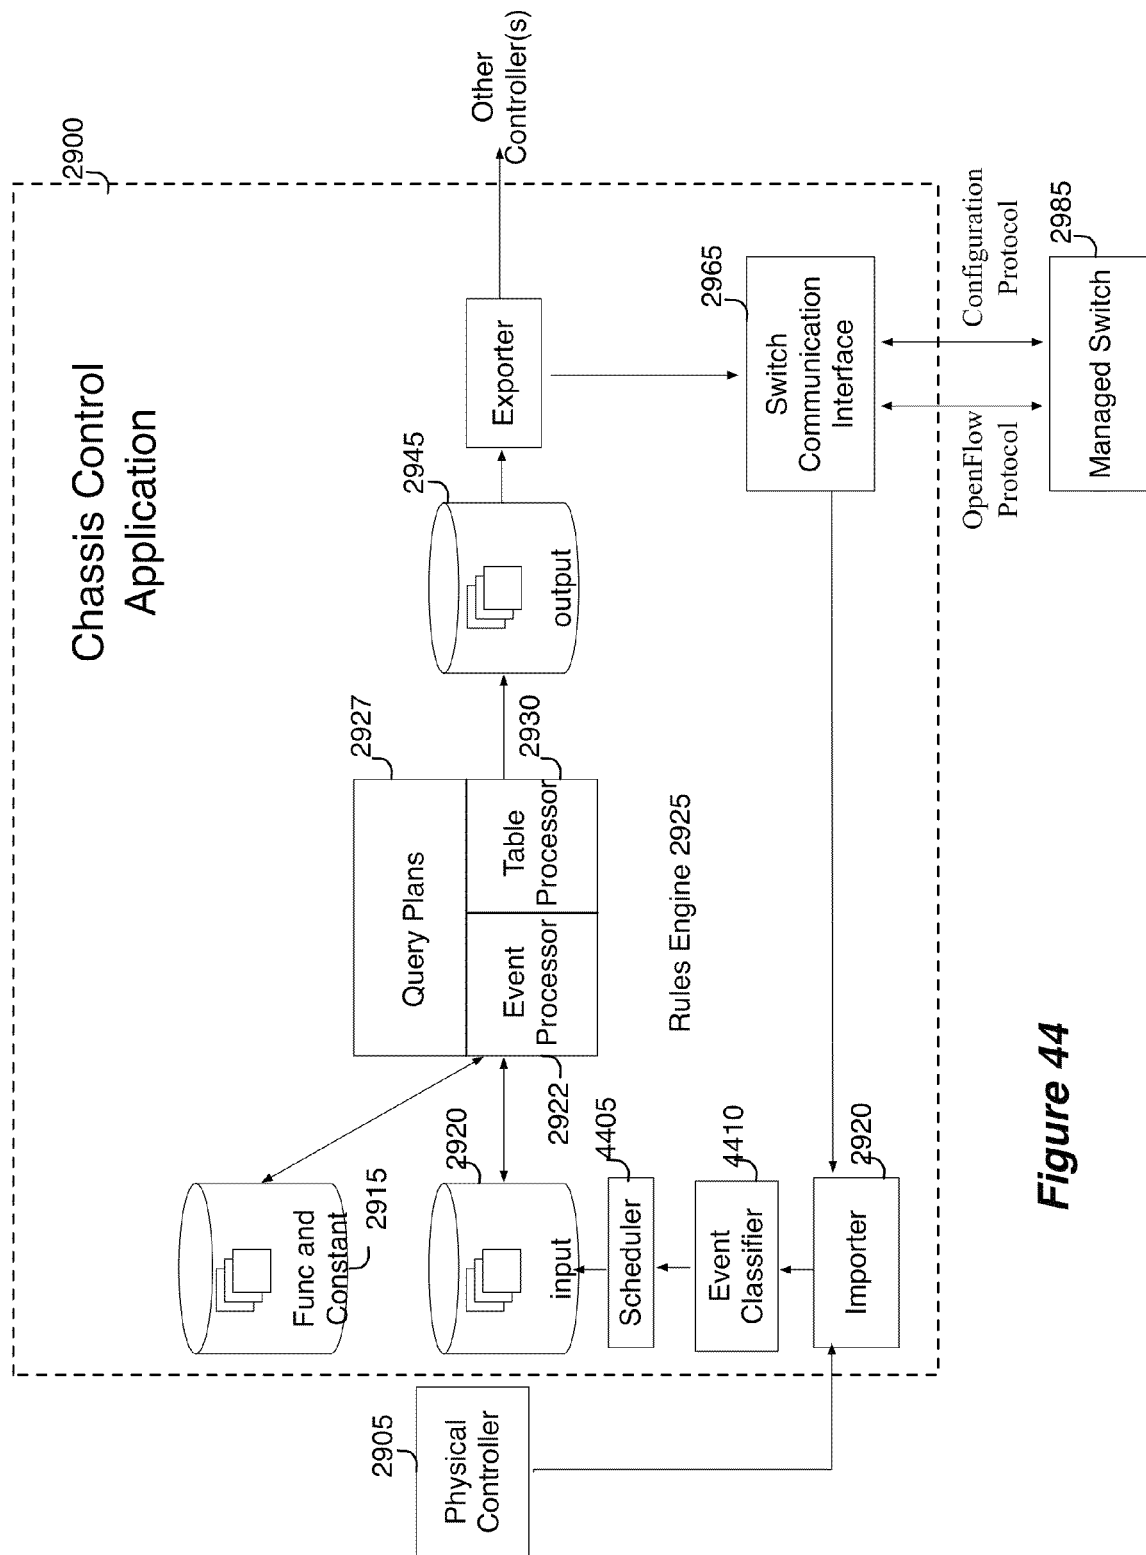 2900
Chassis Control
Application
Other
Controller(s)
2927
2945
Query Plans
Event
Processor
Table
Processor
2922
2930
output
Exporter
Rules Engine 2925
Func and
Constant
2915
2920
input
4405
Scheduler
4410
Event
Classifier
2920
Importer
2905
Physical
Controller
2965
Switch
Communication
Interface
OpenFlow
Protocol
Configuration
Protocol
2985
Managed Switch
Figure 44